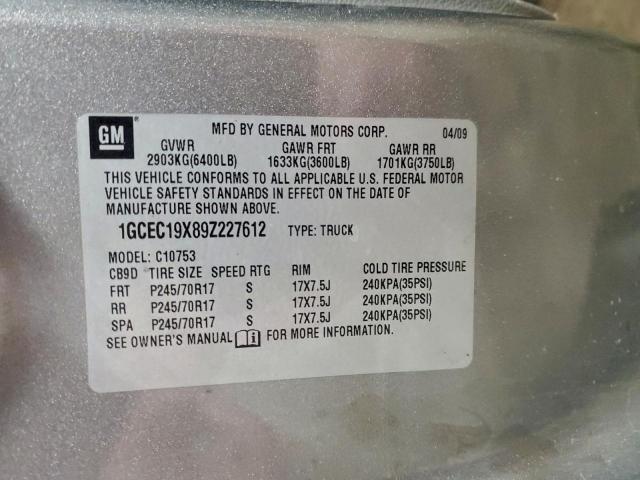 GM
MFD BY GENERAL MOTORS CORP. 04/09
GVWR GAWR FRT GAWR RR
2903KG(6400LB) 1633KG(3600LB) 1701KG(3750LB)
THIS VEHICLE CONFORMS TO ALL APPLICABLE U.S. FEDERAL MOTOR
VEHICLE SAFETY STANDARDS IN EFFECT ON THE DATE OF
MANUFACTURE SHOWN ABOVE.
1GCEC19X89Z227612 TYPE: TRUCK
MODEL: C10753
CB9D TIRE SIZE SPEED RTG RIM COLD TIRE PRESSURE
FRT P245/70R17 S 17X7.5J 240KPA(35PSI)
RR P245/70R17 S 17X7.5J 240KPA(35PSI)
SPA P245/70R17 S 17X7.5J 240KPA(35PSI)
SEE OWNER'S MANUAL i FOR MORE INFORMATION.